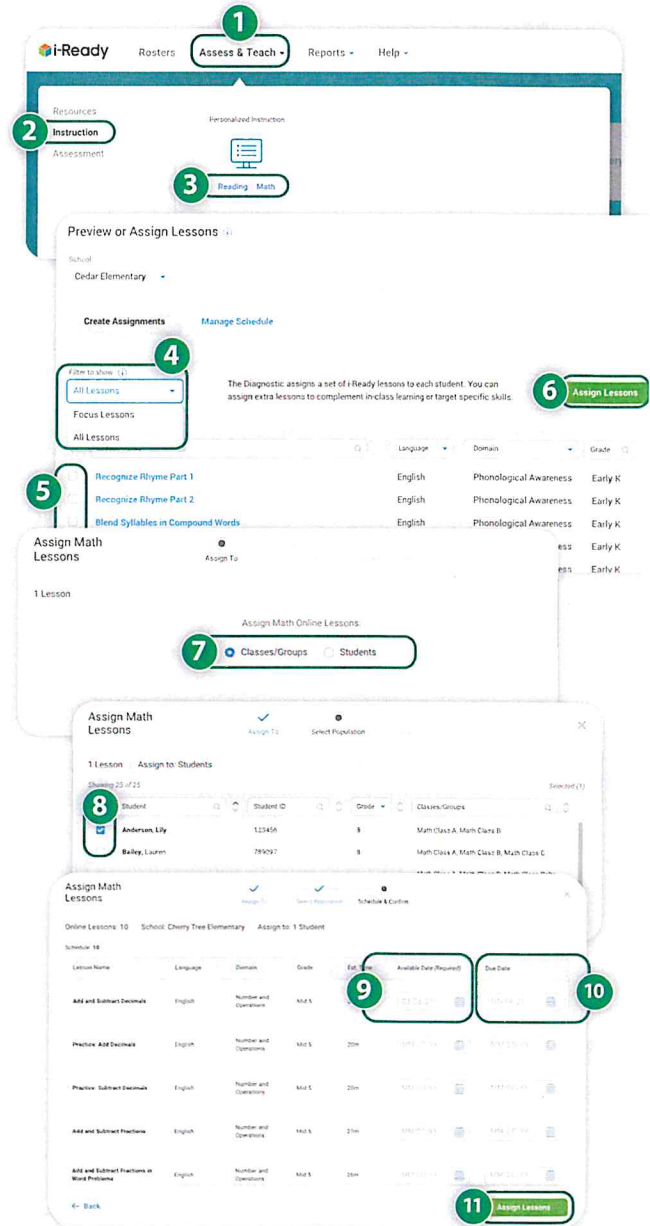 1
i-Ready Rosters Assess & Teach Reports Help
Resources
2 Instruction
Assessment
Personalized Instruction
3 Reading Math
Preview or Assign Lessons
School
Cedar Elementary
Create Assignments Manage Schedule
4
Filter to show
All Lessons
Focus Lessons
All Lessons
The Diagnostic assigns a set of i-Ready lessons to each student. You can
assign extra lessons to complement in-class learning or target specific skills.
6 Assign Lessons
Language Domain Grade
5
Recognize Rhyme Part 1 English Phonological Awareness Early K
Recognize Rhyme Part 2 English Phonological Awareness Early K
Blend Syllables in Compound Words English Phonological Awareness Early K
ess Early K
ess Early K
Assign Math
Lessons
Assign To
1 Lesson
Assign Math Online Lessons:
7 Classes/Groups Students
Assign Math
Lessons
Assign To Select Population
1 Lesson Assign to: Students
Showing 25 of 25 Selected (1)
8 Student Student ID Grade Classes/Groups
Anderson, Lily 123456 8 Math Class A, Math Class B
Bailey, Lauren 789097 8 Math Class A, Math Class B, Math Class C
Assign Math
Lessons
Assign To Select Population Schedule & Confirm
Online Lessons: 10 School: Cherry Tree Elementary Assign to: 1 Student
Schedule: 10
Lesson Name Language Domain Grade Est. Time Available Date (Required) Due Date
9
10
Add and Subtract Decimals English Number and Operations Mid 5
Practice: Add Decimals English Number and Operations Mid 5 20m
Practice: Subtract Decimals English Number and Operations Mid 5 20m
Add and Subtract Fractions English Number and Operations Mid 5 27m
Add and Subtract Fractions in
Word Problems English Number and Operations Mid 5 26m
Back
11 Assign Lessons